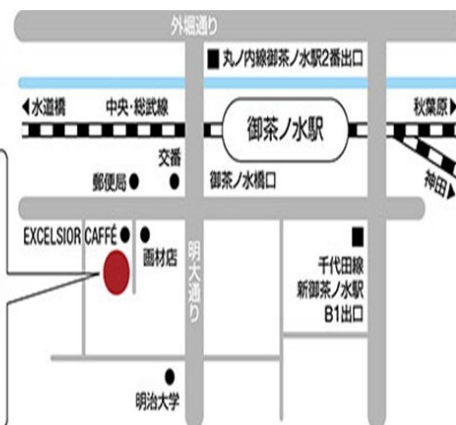 外堀通り
丸ノ内線御茶ノ水駅2番出口
水道橋
中央・総武線
御茶ノ水駅
秋葉原
神田
交番
郵便局
御茶ノ水橋口
EXCELSIOR CAFFÉ
画材店
明大通り
千代田線
新御茶ノ水駅
B1出口
明治大学